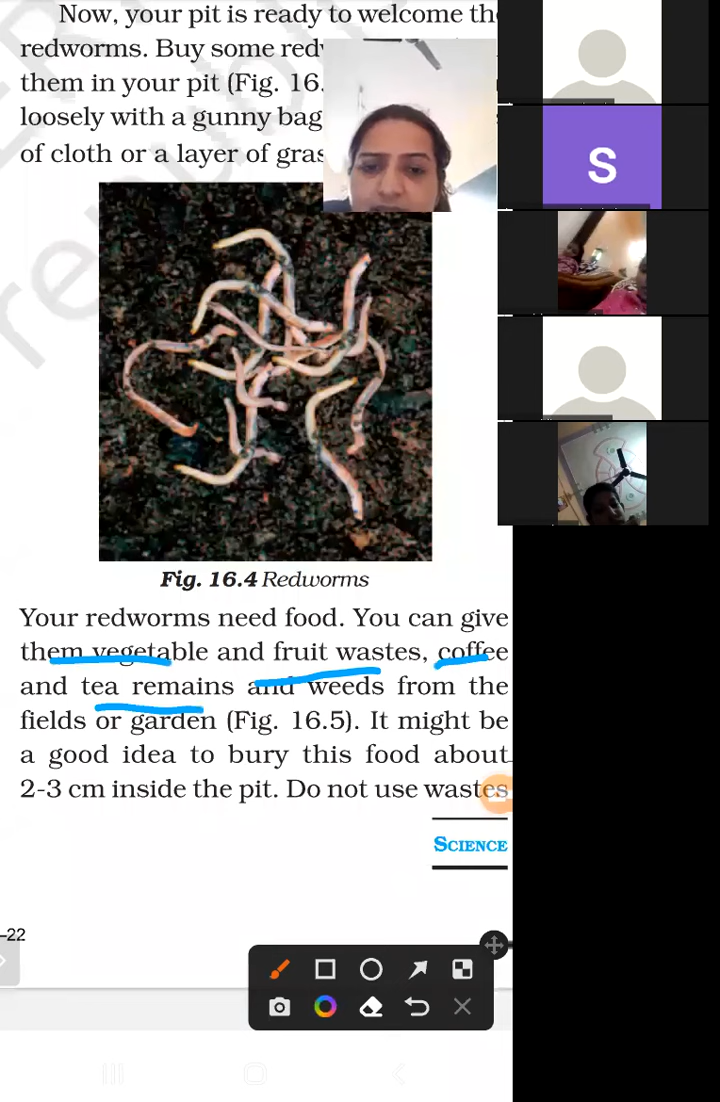 Now, your pit is ready to welcome the
redworms. Buy some
them in your pit (Fig. 16.
loosely with a gunny bag
of cloth or a layer of
S
Fig. 16.4 Redworms
Your redworms need food. You can give
them vegetable and fruit wastes, coffee
and tea remains and weeds from the
fields or garden (Fig. 16.5). It might be
a good idea to bury this food about
2-3 cm inside the pit. Do not use wastes
SCIENCE
-22